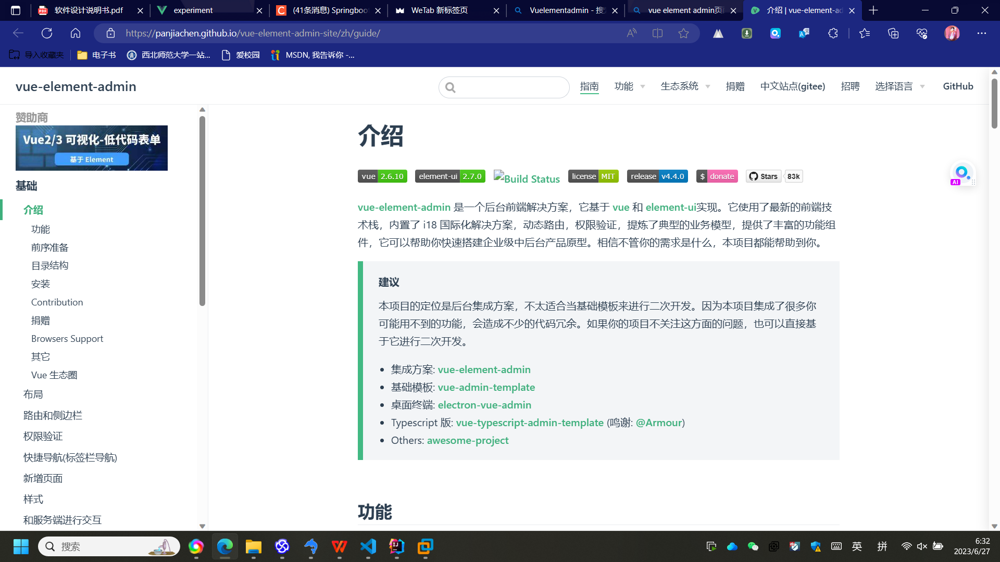 软件设计说明书.pdf
experiment
(41条消息) Springboo
WeTab 新标签页
Vuelementadmin - 搜
vue element admin页
介绍 | vue-element-ad
https://panjiachen.github.io/vue-element-admin-site/zh/guide/
导入收藏夹
电子书
西北师范大学一站...
爱校园
MSDN, 我告诉你 -...
vue-element-admin
指南
功能
生态系统
捐赠
中文站点(gitee)
招聘
选择语言
GitHub
赞助商
Vue2/3 可视化-低代码表单
基于 Element
基础
介绍
功能
前序准备
目录结构
安装
Contribution
捐赠
Browsers Support
其它
Vue 生态圈
布局
路由和侧边栏
权限验证
快捷导航(标签栏导航)
新增页面
样式
和服务端进行交互
介绍
vue 2.6.10
element-ui 2.7.0
Build Status
license MIT
release v4.4.0
$ donate
Stars 83k
vue-element-admin 是一个后台前端解决方案，它基于 vue 和 element-ui实现。它使用了最新的前端技
术栈，内置了 i18 国际化解决方案，动态路由，权限验证，提炼了典型的业务模型，提供了丰富的功能组
件，它可以帮助你快速搭建企业级中后台产品原型。相信不管你的需求是什么，本项目都能帮助到你。
建议
本项目的定位是后台集成方案，不太适合当基础模板来进行二次开发。因为本项目集成了很多你
可能用不到的功能，会造成不少的代码冗余。如果你的项目不关注这方面的问题，也可以直接基
于它进行二次开发。
集成方案: vue-element-admin
基础模板: vue-admin-template
桌面终端: electron-vue-admin
Typescript 版: vue-typescript-admin-template (鸣谢: @Armour)
Others: awesome-project
功能
AI
搜索
英
拼
6:32
2023/6/27